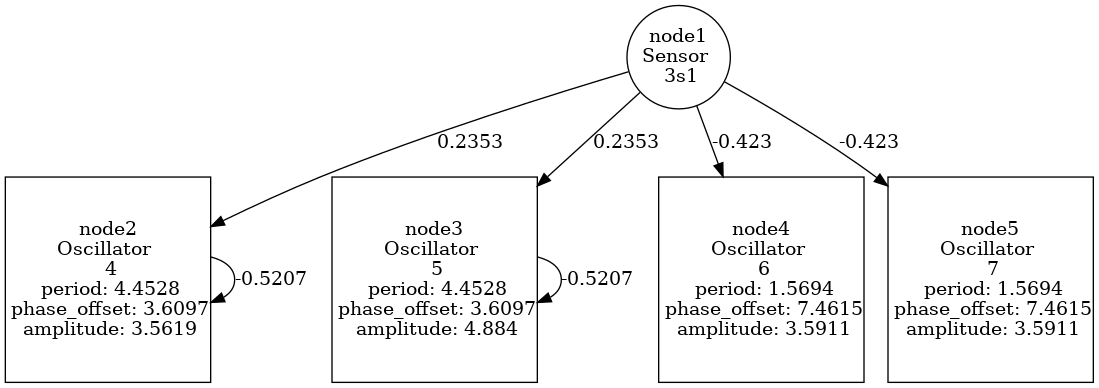 node1
Sensor
3s1
0.2353
0.2353
-0.423
-0.423
node2
Oscillator
4
period: 4.4528
phase_offset: 3.6097
amplitude: 3.5619
-0.5207
node3
Oscillator
5
period: 4.4528
phase_offset: 3.6097
amplitude: 4.884
-0.5207
node4
Oscillator
6
period: 1.5694
phase_offset: 7.4615
amplitude: 3.5911
node5
Oscillator
7
period: 1.5694
phase_offset: 7.4615
amplitude: 3.5911